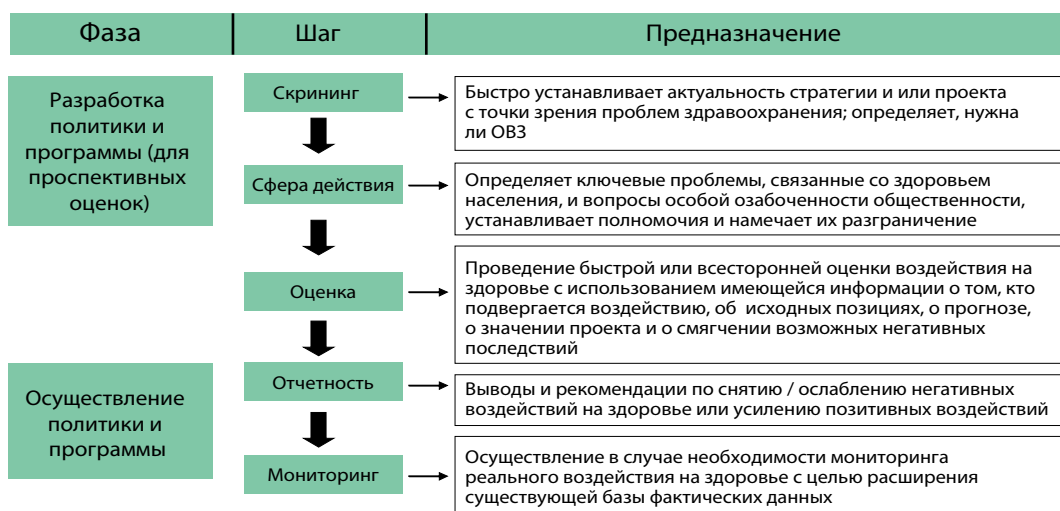 Фаза
Шаг
Предназначение
Разработка
политики и
программы (для
проспективных
оценок)
Скрининг
Быстро устанавливает актуальность стратегии и или проекта
с точки зрения проблем здравоохранения; определяет, нужна
ли ОВЗ
Сфера действия
Определяет ключевые проблемы, связанные со здоровьем
населения, и вопросы особой озабоченности общественности,
устанавливает полномочия и намечает их разграничение
Оценка
Проведение быстрой или всесторонней оценки воздействия на
здоровье с использованием имеющейся информации о том, кто
подвергается воздействию, об исходных позициях, о прогнозе,
о значении проекта и о смягчении возможных негативных
последствий
Осуществление
политики и
программы
Отчетность
Выводы и рекомендации по снятию / ослаблению негативных
воздействий на здоровье или усилению позитивных воздействий
Мониторинг
Осуществление в случае необходимости мониторинга
реального воздействия на здоровье с целью расширения
существующей базы фактических данных